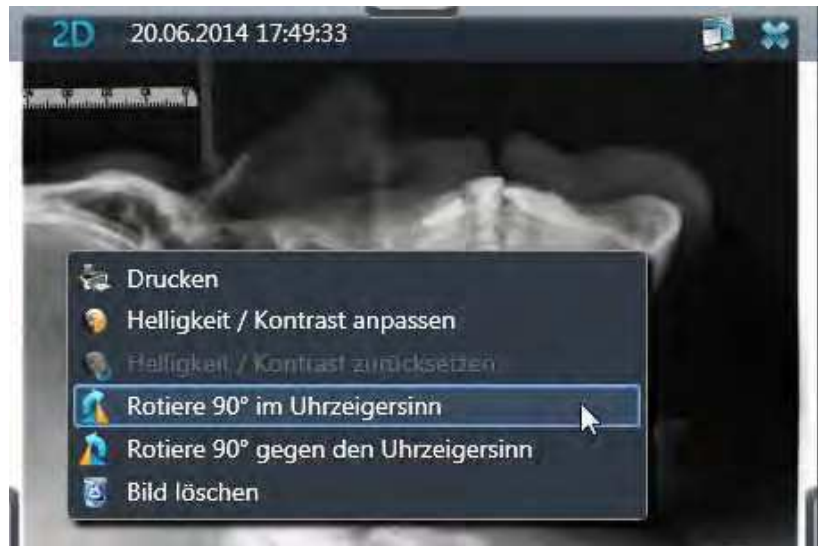 2D 20.06.2014 17:49:33
Drucken
Helligkeit / Kontrast anpassen
Helligkeit / Kontrast zurücksetzen
Rotiere 90° im Uhrzeigersinn
Rotiere 90° gegen den Uhrzeigersinn
Bild löschen